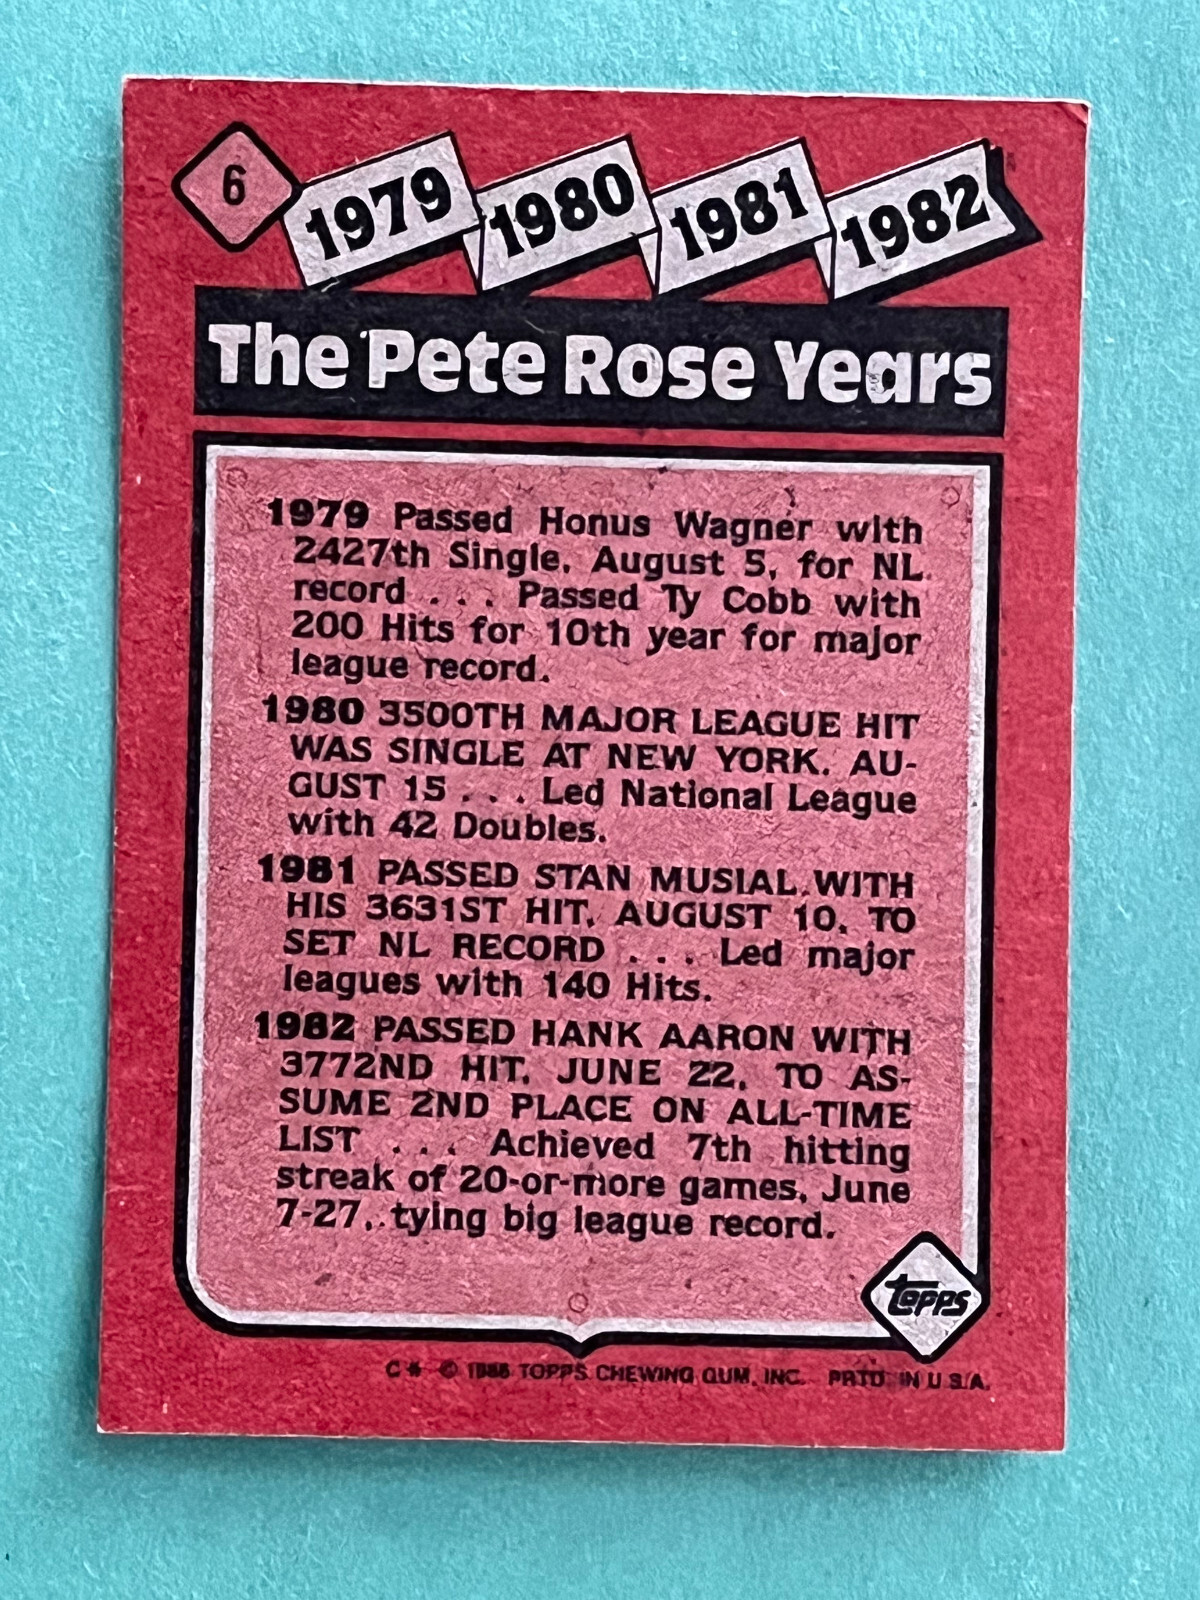 6
1979 1980 1981 1982
The Pete Rose Years
1979 Passed Honus Wagner with
2427th Single, August 5, for NL
record . . . Passed Ty Cobb with
200 Hits for 10th year for major
league record.
1980 3500TH MAJOR LEAGUE HIT
WAS SINGLE AT NEW YORK, AU-
GUST 15 . . . Led National League
with 42 Doubles.
1981 PASSED STAN MUSIAL WITH
HIS 3631ST HIT, AUGUST 10, TO
SET NL RECORD . . . Led major
leagues with 140 Hits.
1982 PASSED HANK AARON WITH
3772ND HIT, JUNE 22, TO AS-
SUME 2ND PLACE ON ALL-TIME
LIST . . . Achieved 7th hitting
streak of 20-or-more games, June
7-27, tying big league record.
topps
C * © 1986 TOPPS CHEWING GUM, INC. PRTD. IN U.S.A.